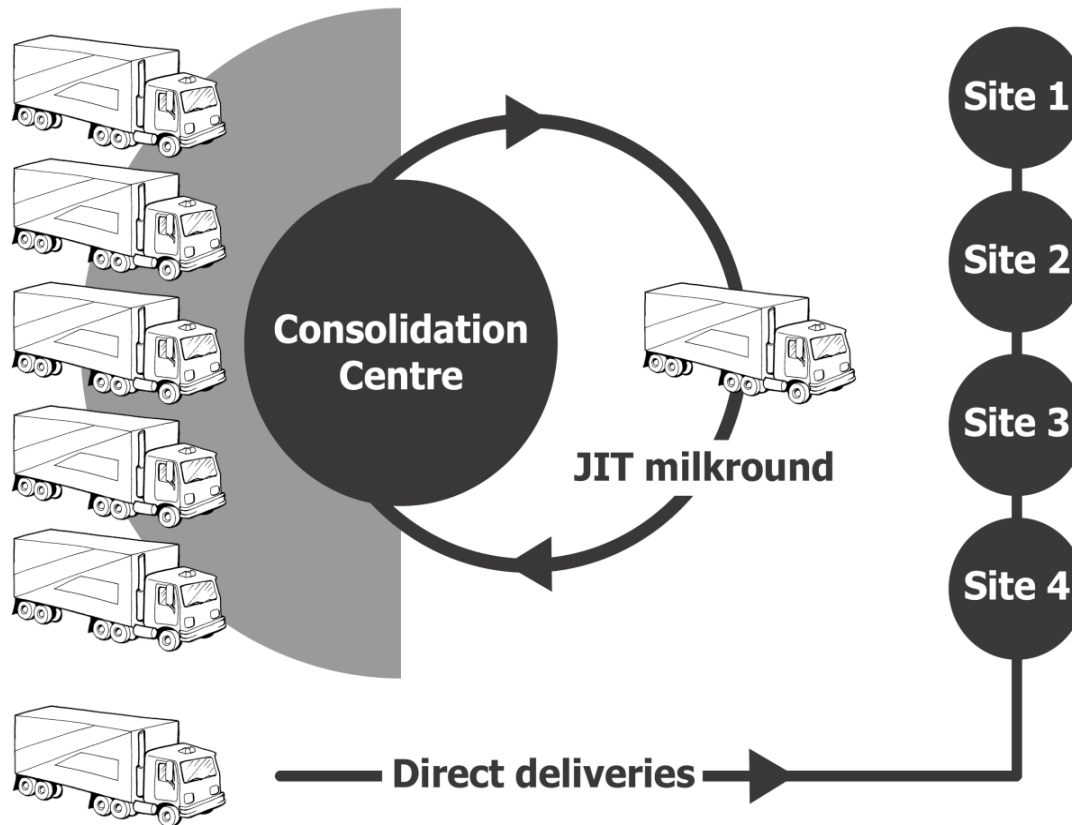 Site 1
Site 2
Consolidation
Centre
Site 3
JIT milkround
Site 4
Direct deliveries